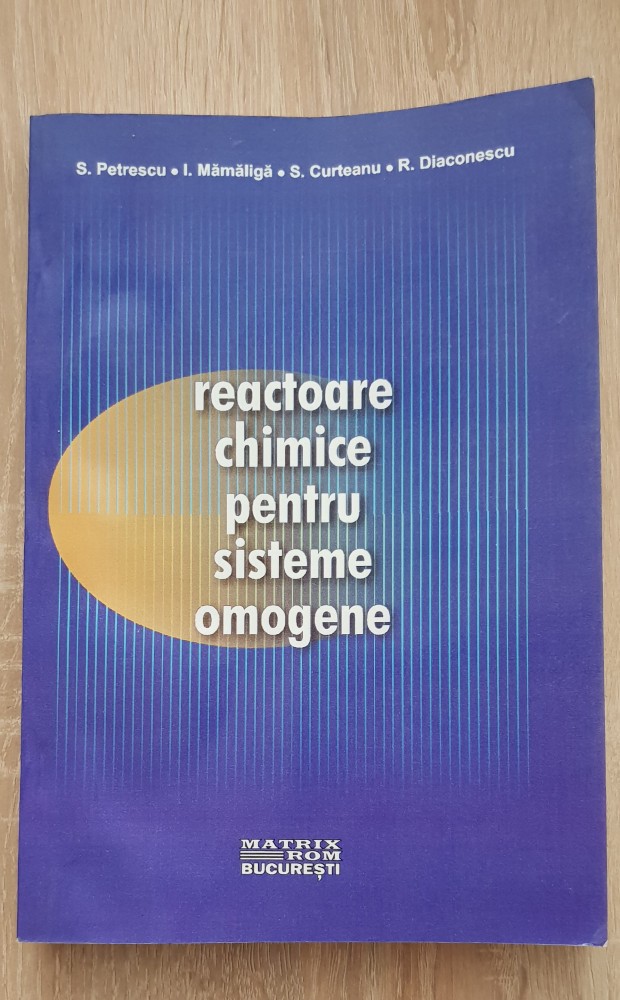 S. Petrescu • I. Mămăligă • S. Curteanu • R. Diaconescu
reactoare
chimice
pentru
sisteme
omogene
MATRIX
ROM
BUCUREȘTI